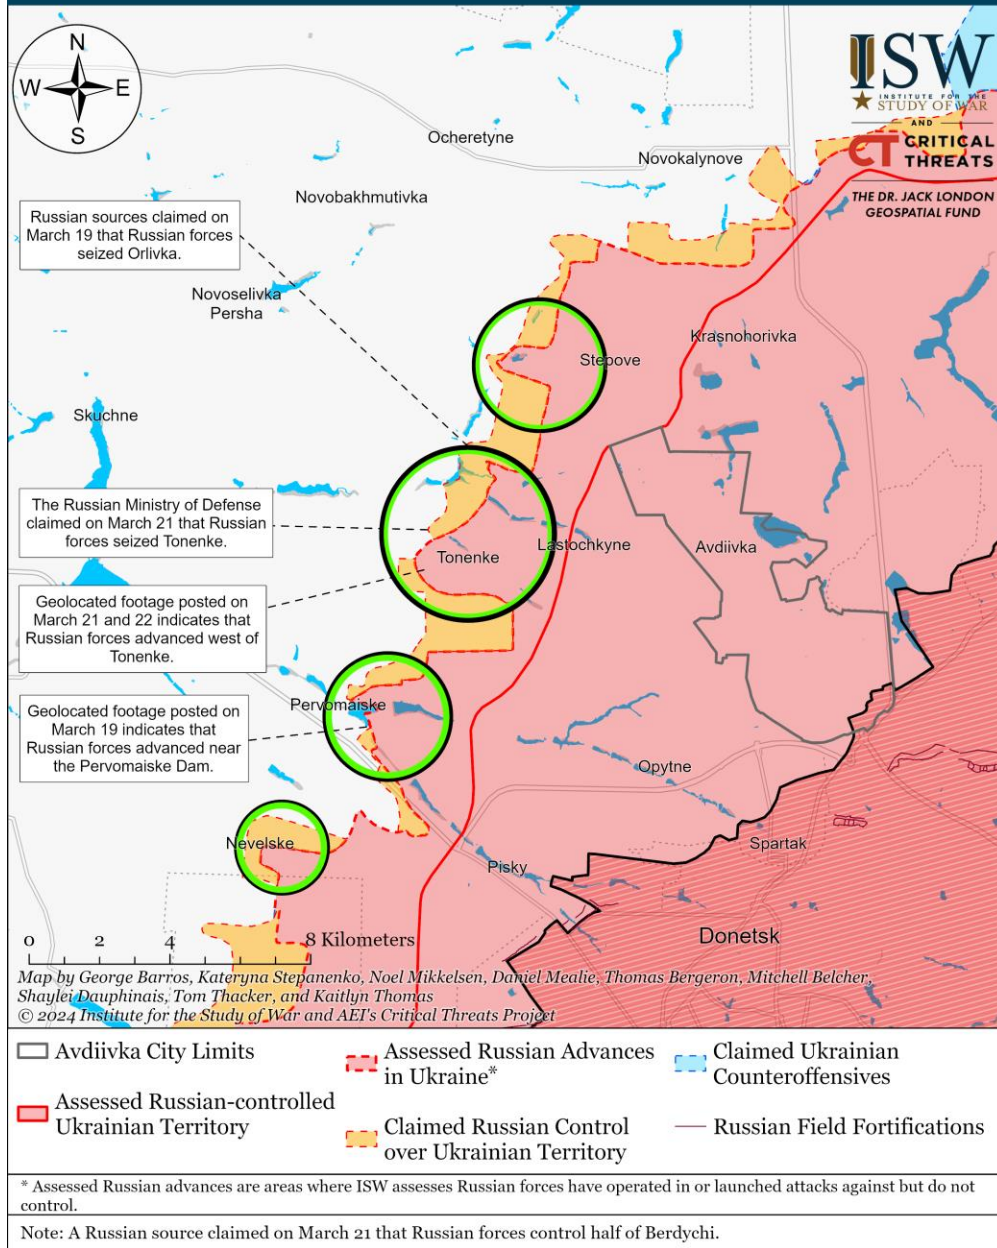 N
W
E
S
ISW
INSTITUTE FOR THE
STUDY OF WAR
AND
CT CRITICAL
THREATS
THE DR. JACK LONDON
GEOSPATIAL FUND
Ocheretyne
Novokalynove
Novobakhmutivka
Russian sources claimed on
March 19 that Russian forces
seized Orlivka.
Novoselivka
Persha
Krasnohorivka
Stepove
Skuchne
The Russian Ministry of Defense
claimed on March 21 that Russian
forces seized Tonenke.
Lastochkyne
Avdiivka
Tonenke
Geolocated footage posted on
March 21 and 22 indicates that
Russian forces advanced west of
Tonenke.
Pervomaiske
Geolocated footage posted on
March 19 indicates that
Russian forces advanced near
the Pervomaiske Dam.
Opytne
Nevelske
Spartak
Pisky
Donetsk
0 2 4 8 Kilometers
Map by George Barros, Kateryna Stepanenko, Noel Mikkelsen, Daniel Mealie, Thomas Bergeron, Mitchell Belcher,
Shaylei Dauphinais, Tom Thacker, and Kaitlyn Thomas
© 2024 Institute for the Study of War and AEI's Critical Threats Project
Avdiivka City Limits
Assessed Russian-controlled
Ukrainian Territory
Assessed Russian Advances
in Ukraine*
Claimed Russian Control
over Ukrainian Territory
Claimed Ukrainian
Counteroffensives
Russian Field Fortifications
* Assessed Russian advances are areas where ISW assesses Russian forces have operated in or launched attacks against but do not
control.
Note: A Russian source claimed on March 21 that Russian forces control half of Berdychi.